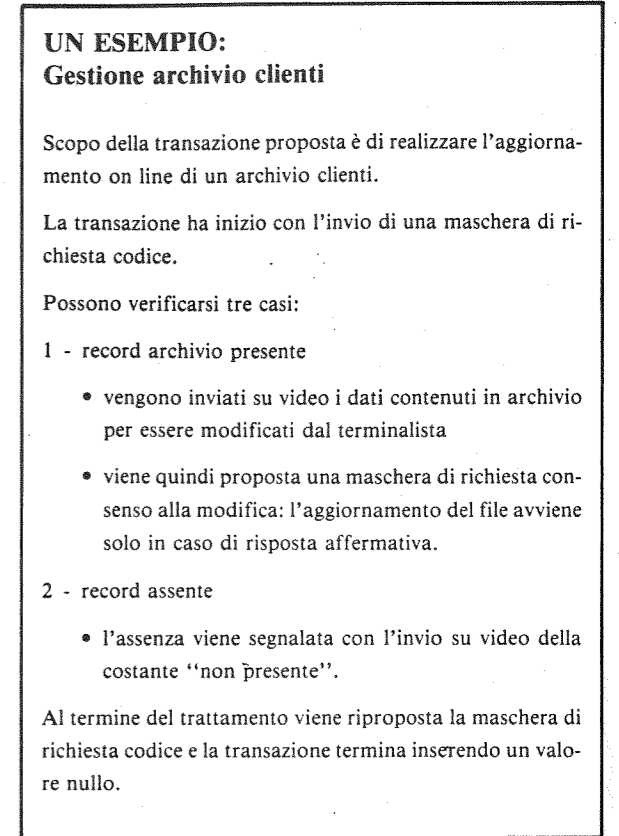 UN ESEMPIO:
Gestione archivio clienti
Scopo della transazione proposta è di realizzare l'aggiorna-
mento on line di un archivio clienti.
La transazione ha inizio con l'invio di una maschera di ri-
chiesta codice.
Possono verificarsi tre casi:
1 - record archivio presente
• vengono inviati su video i dati contenuti in archivio
per essere modificati dal terminalista
• viene quindi proposta una maschera di richiesta con-
senso alla modifica: l'aggiornamento del file avviene
solo in caso di risposta affermativa.
2 - record assente
• l'assenza viene segnalata con l'invio su video della
costante ‘‘non presente’’.
Al termine del trattamento viene riproposta la maschera di
richiesta codice e la transazione termina inserendo un valo-
re nullo.